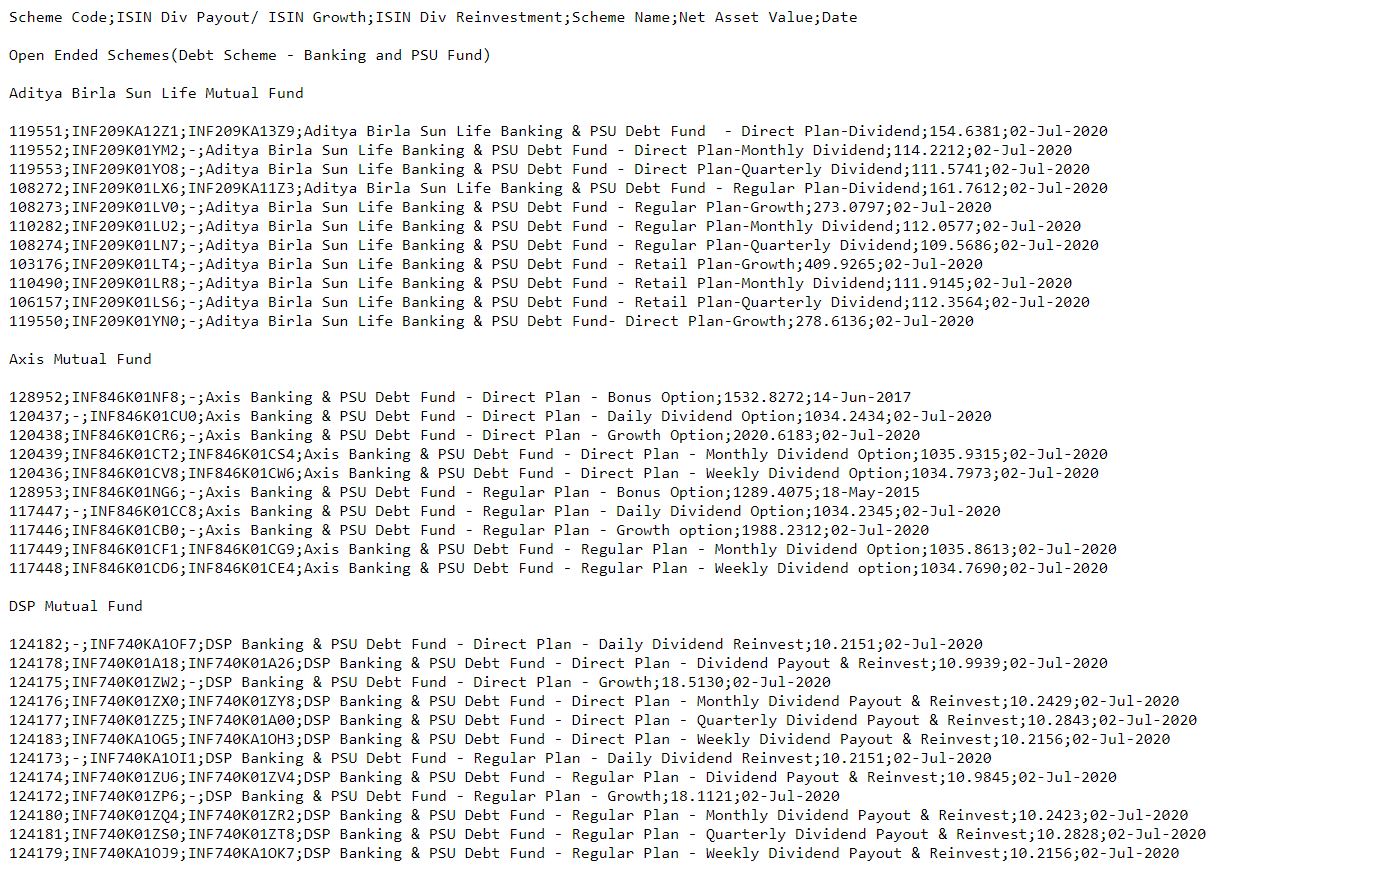 Scheme Code;ISIN Div Payout/ ISIN Growth;ISIN Div Reinvestment;Scheme Name;Net Asset Value;Date
Open Ended Schemes(Debt Scheme - Banking and PSU Fund)
Aditya Birla Sun Life Mutual Fund
119551;INF209KA12Z1;INF209KA13Z9;Aditya Birla Sun Life Banking & PSU Debt Fund  - Direct Plan-Dividend;154.6381;02-Jul-2020
119552;INF209K01YM2;-;Aditya Birla Sun Life Banking & PSU Debt Fund - Direct Plan-Monthly Dividend;114.2212;02-Jul-2020
119553;INF209K01YO8;-;Aditya Birla Sun Life Banking & PSU Debt Fund - Direct Plan-Quarterly Dividend;111.5741;02-Jul-2020
108272;INF209K01LX6;INF209KA11Z3;Aditya Birla Sun Life Banking & PSU Debt Fund - Regular Plan-Dividend;161.7612;02-Jul-2020
108273;INF209K01LV0;-;Aditya Birla Sun Life Banking & PSU Debt Fund - Regular Plan-Growth;273.0797;02-Jul-2020
110282;INF209K01LU2;-;Aditya Birla Sun Life Banking & PSU Debt Fund - Regular Plan-Monthly Dividend;112.0577;02-Jul-2020
108274;INF209K01LN7;-;Aditya Birla Sun Life Banking & PSU Debt Fund - Regular Plan-Quarterly Dividend;109.5686;02-Jul-2020
103176;INF209K01LT4;-;Aditya Birla Sun Life Banking & PSU Debt Fund - Retail Plan-Growth;409.9265;02-Jul-2020
110490;INF209K01LR8;-;Aditya Birla Sun Life Banking & PSU Debt Fund - Retail Plan-Monthly Dividend;111.9145;02-Jul-2020
106157;INF209K01LS6;-;Aditya Birla Sun Life Banking & PSU Debt Fund - Retail Plan-Quarterly Dividend;112.3564;02-Jul-2020
119550;INF209K01YN0;-;Aditya Birla Sun Life Banking & PSU Debt Fund- Direct Plan-Growth;278.6136;02-Jul-2020
Axis Mutual Fund
128952;INF846K01NF8;-;Axis Banking & PSU Debt Fund - Direct Plan - Bonus Option;1532.8272;14-Jun-2017
120437;-;INF846K01CU0;Axis Banking & PSU Debt Fund - Direct Plan - Daily Dividend Option;1034.2434;02-Jul-2020
120438;INF846K01CR6;-;Axis Banking & PSU Debt Fund - Direct Plan - Growth Option;2020.6183;02-Jul-2020
120439;INF846K01CT2;INF846K01CS4;Axis Banking & PSU Debt Fund - Direct Plan - Monthly Dividend Option;1035.9315;02-Jul-2020
120436;INF846K01CV8;INF846K01CW6;Axis Banking & PSU Debt Fund - Direct Plan - Weekly Dividend Option;1034.7973;02-Jul-2020
128953;INF846K01NG6;-;Axis Banking & PSU Debt Fund - Regular Plan - Bonus Option;1289.4075;18-May-2015
117447;-;INF846K01CC8;Axis Banking & PSU Debt Fund - Regular Plan - Daily Dividend Option;1034.2345;02-Jul-2020
117446;INF846K01CB0;-;Axis Banking & PSU Debt Fund - Regular Plan - Growth option;1988.2312;02-Jul-2020
117449;INF846K01CF1;INF846K01CG9;Axis Banking & PSU Debt Fund - Regular Plan - Monthly Dividend Option;1035.8613;02-Jul-2020
117448;INF846K01CD6;INF846K01CE4;Axis Banking & PSU Debt Fund - Regular Plan - Weekly Dividend option;1034.7690;02-Jul-2020
DSP Mutual Fund
124182;-;INF740KA1OF7;DSP Banking & PSU Debt Fund - Direct Plan - Daily Dividend Reinvest;10.2151;02-Jul-2020
124178;INF740K01A18;INF740K01A26;DSP Banking & PSU Debt Fund - Direct Plan - Dividend Payout & Reinvest;10.9939;02-Jul-2020
124175;INF740K01ZW2;-;DSP Banking & PSU Debt Fund - Direct Plan - Growth;18.5130;02-Jul-2020
124176;INF740K01ZX0;INF740K01ZY8;DSP Banking & PSU Debt Fund - Direct Plan - Monthly Dividend Payout & Reinvest;10.2429;02-Jul-2020
124177;INF740K01ZZ5;INF740K01A00;DSP Banking & PSU Debt Fund - Direct Plan - Quarterly Dividend Payout & Reinvest;10.2843;02-Jul-2020
124183;INF740KA1OG5;INF740KA1OH3;DSP Banking & PSU Debt Fund - Direct Plan - Weekly Dividend Payout & Reinvest;10.2156;02-Jul-2020
124173;-;INF740KA1OI1;DSP Banking & PSU Debt Fund - Regular Plan - Daily Dividend Reinvest;10.2151;02-Jul-2020
124174;INF740K01ZU6;INF740K01ZV4;DSP Banking & PSU Debt Fund - Regular Plan - Dividend Payout & Reinvest;10.9845;02-Jul-2020
124172;INF740K01ZP6;-;DSP Banking & PSU Debt Fund - Regular Plan - Growth;18.1121;02-Jul-2020
124180;INF740K01ZQ4;INF740K01ZR2;DSP Banking & PSU Debt Fund - Regular Plan - Monthly Dividend Payout & Reinvest;10.2423;02-Jul-2020
124181;INF740K01ZS0;INF740K01ZT8;DSP Banking & PSU Debt Fund - Regular Plan - Quarterly Dividend Payout & Reinvest;10.2828;02-Jul-2020
124179;INF740KA1OJ9;INF740KA1OK7;DSP Banking & PSU Debt Fund - Regular Plan - Weekly Dividend Payout & Reinvest;10.2156;02-Jul-2020